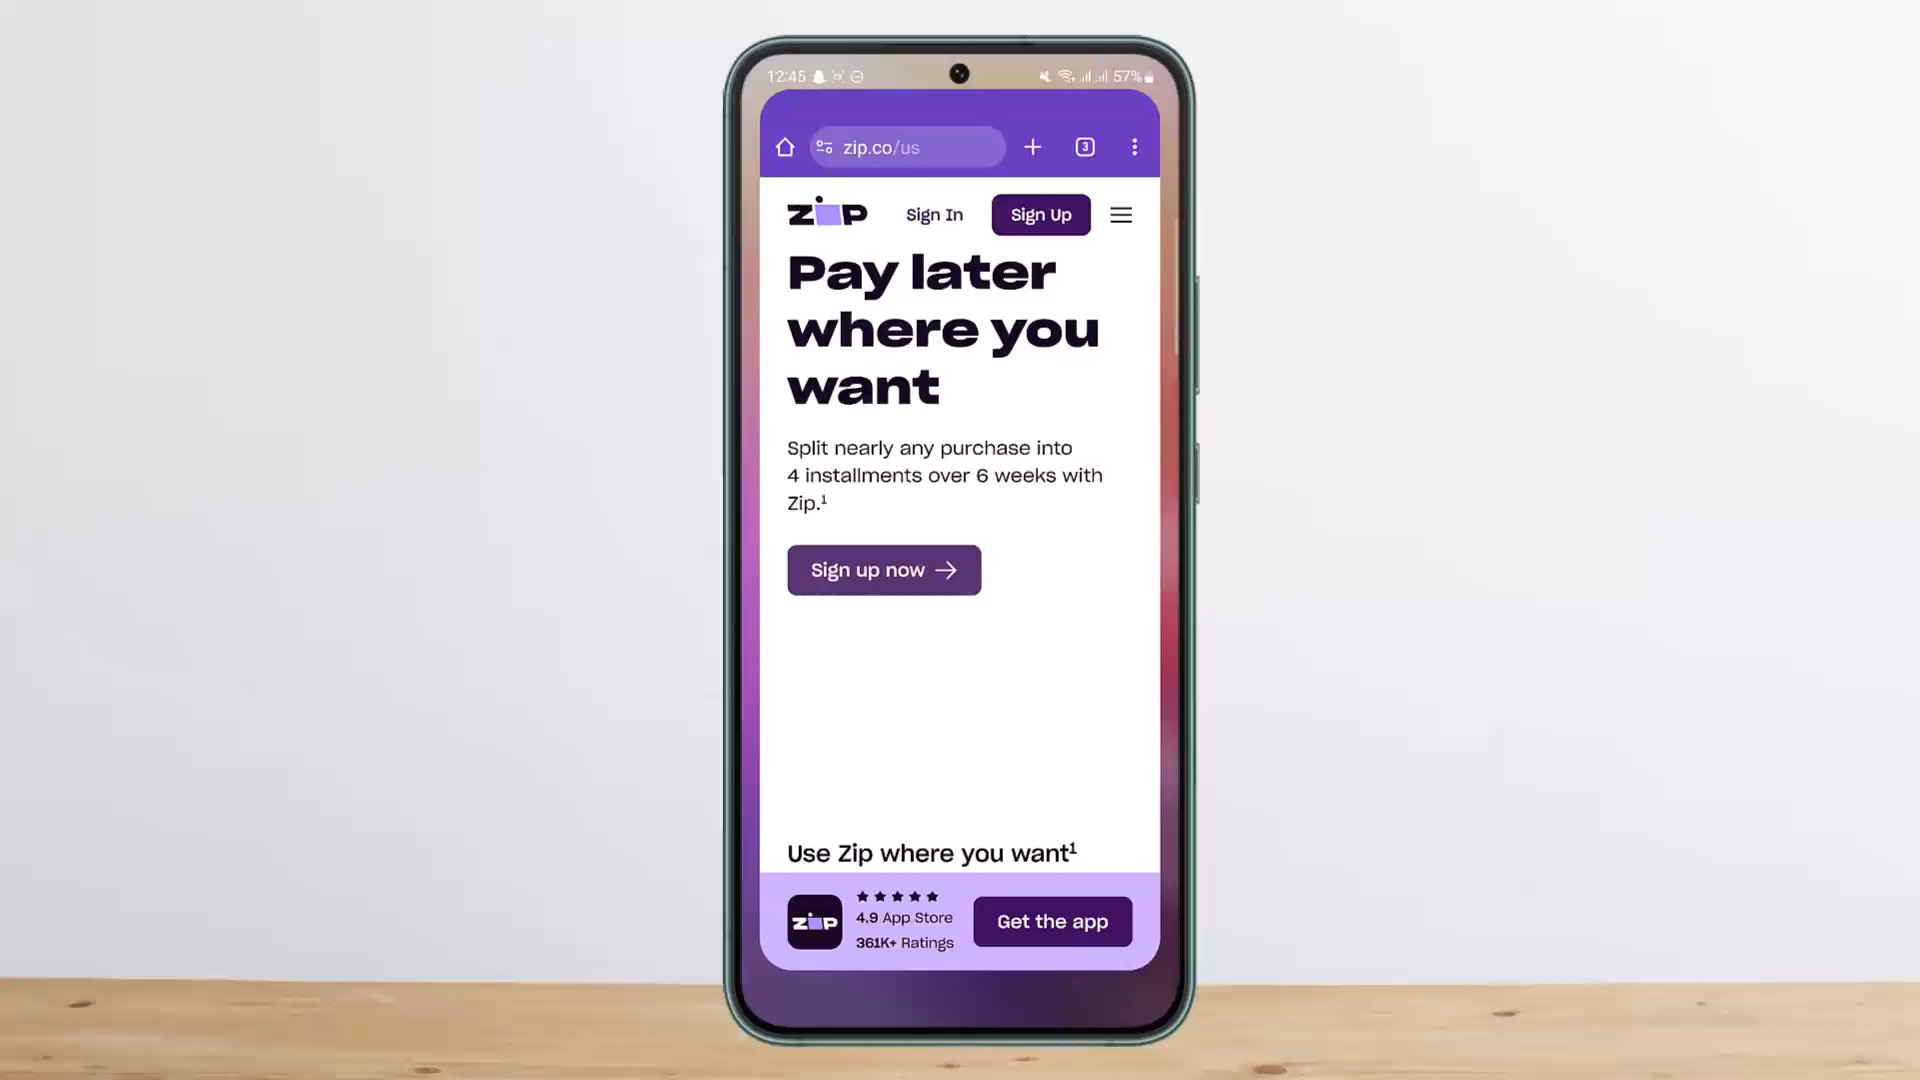 12:45 57%
zip.co/us 3
zip Sign In Sign Up
Pay later
where you
want
Split nearly any purchase into
4 installments over 6 weeks with
Zip.¹
Sign up now →
Use Zip where you want¹
zip
★★★★★
4.9 App Store
361K+ Ratings
Get the app